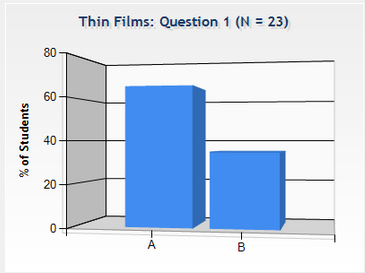 Thin Films: Question 1 (N = 23)
% of Students
80
60
40
20
0
A
B